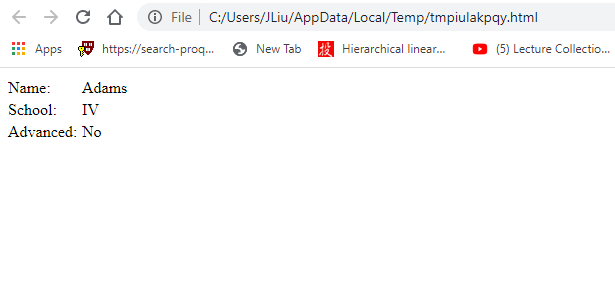 File | C:/Users/JLiu/AppData/Local/Temp/tmpiulakpqy.html
Apps https://search-proq... New Tab Hierarchical linear... (5) Lecture Collectio...
Name: Adams
School: IV
Advanced: No